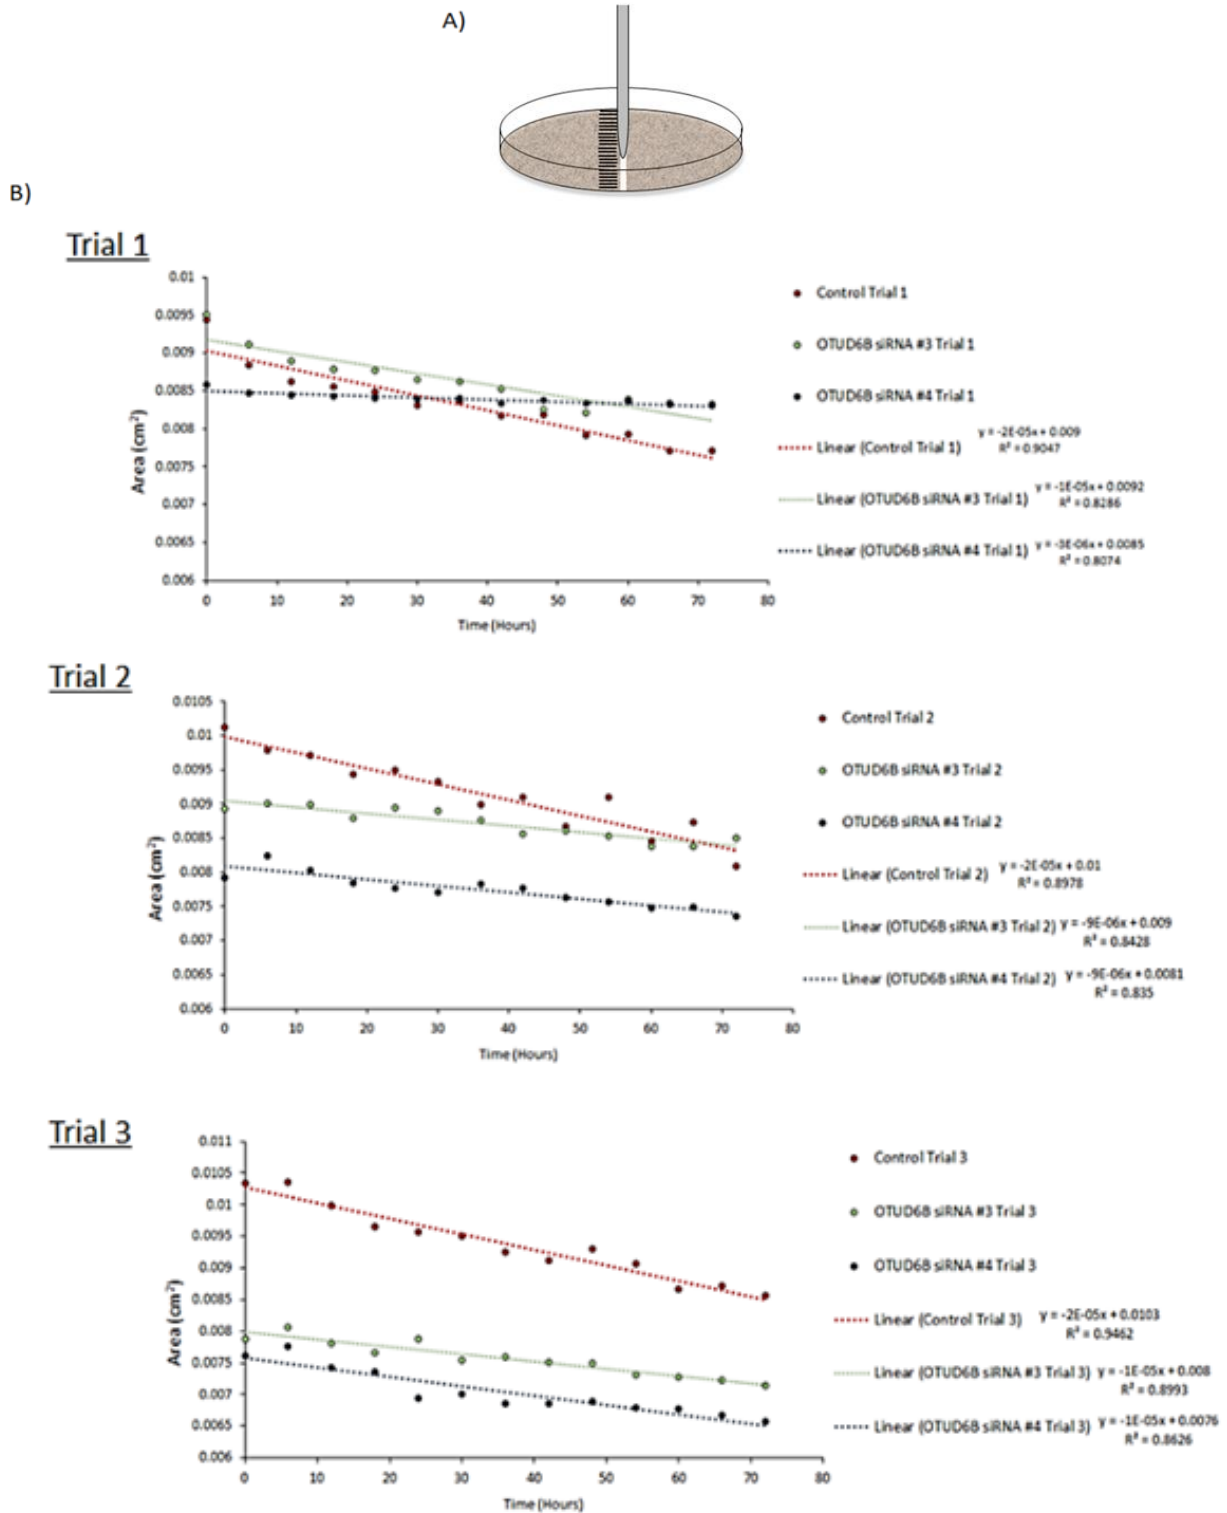 A)
B)
Trial 1
0.01
0.0095
0.009
0.0085
0.008
0.0075
0.007
0.0065
0.006
Area (cm²)
0 10 20 30 40 50 60 70 80
Time (Hours)
Control Trial 1
OTUD6B siRNA #3 Trial 1
OTUD6B siRNA #4 Trial 1
Linear (Control Trial 1)
y = -2E-05x + 0.009
R² = 0.9047
Linear (OTUD6B siRNA #3 Trial 1)
y = -1E-05x + 0.0092
R² = 0.8286
Linear (OTUD6B siRNA #4 Trial 1)
y = -3E-06x + 0.0085
R² = 0.8074
Trial 2
0.0105
0.01
0.0095
0.009
0.0085
0.008
0.0075
0.007
0.0065
0.006
Area (cm²)
0 10 20 30 40 50 60 70 80
Time (Hours)
Control Trial 2
OTUD6B siRNA #3 Trial 2
OTUD6B siRNA #4 Trial 2
Linear (Control Trial 2)
y = -2E-05x + 0.01
R² = 0.8978
Linear (OTUD6B siRNA #3 Trial 2)
y = -9E-06x + 0.009
R² = 0.8428
Linear (OTUD6B siRNA #4 Trial 2)
y = -9E-06x + 0.0081
R² = 0.835
Trial 3
0.011
0.0105
0.01
0.0095
0.009
0.0085
0.008
0.0075
0.007
0.0065
0.006
Area (cm²)
0 10 20 30 40 50 60 70 80
Time (Hours)
Control Trial 3
OTUD6B siRNA #3 Trial 3
OTUD6B siRNA #4 Trial 3
Linear (Control Trial 3)
y = -2E-05x + 0.0103
R² = 0.9462
Linear (OTUD6B siRNA #3 Trial 3)
y = -1E-05x + 0.008
R² = 0.8993
Linear (OTUD6B siRNA #4 Trial 3)
y = -1E-05x + 0.0076
R² = 0.8626